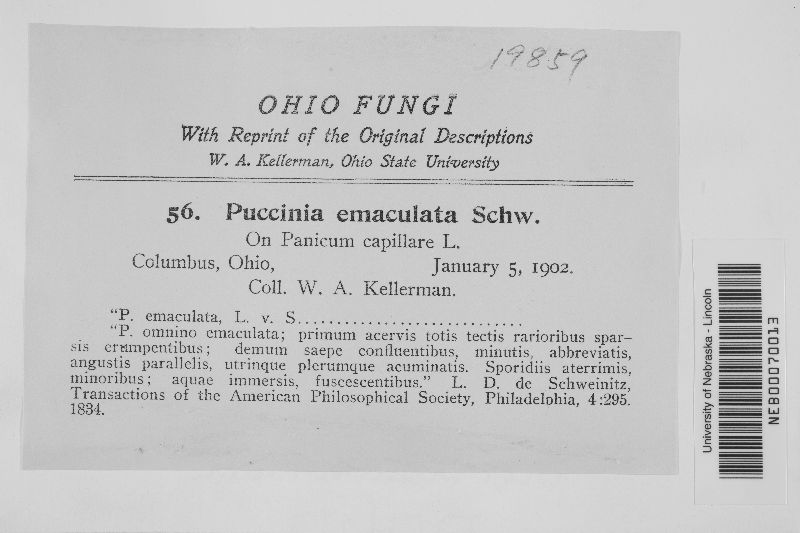 19859
OHIO FUNGI
With Reprint of the Original Descriptions
W. A. Kellerman, Ohio State University
56. Puccinia emaculata Schw.
On Panicum capillare L.
Columbus, Ohio, January 5, 1902.
Coll. W. A. Kellerman.
"P. emaculata, L. v. S............................
"P. omnino emaculata; primum acervis totis tectis rarioribus spar-
sis erumpentibus; demum saepe confluentibus, minutis, abbreviatis,
angustis parallelis, utrinque plerumque acuminatis. Sporidiis aterrimis,
minoribus; aquae immersis, fuscescentibus." L. D. de Schweinitz,
Transactions of the American Philosophical Society, Philadelphia, 4:295.
1834.
University of Nebraska - Lincoln
NEB00070013